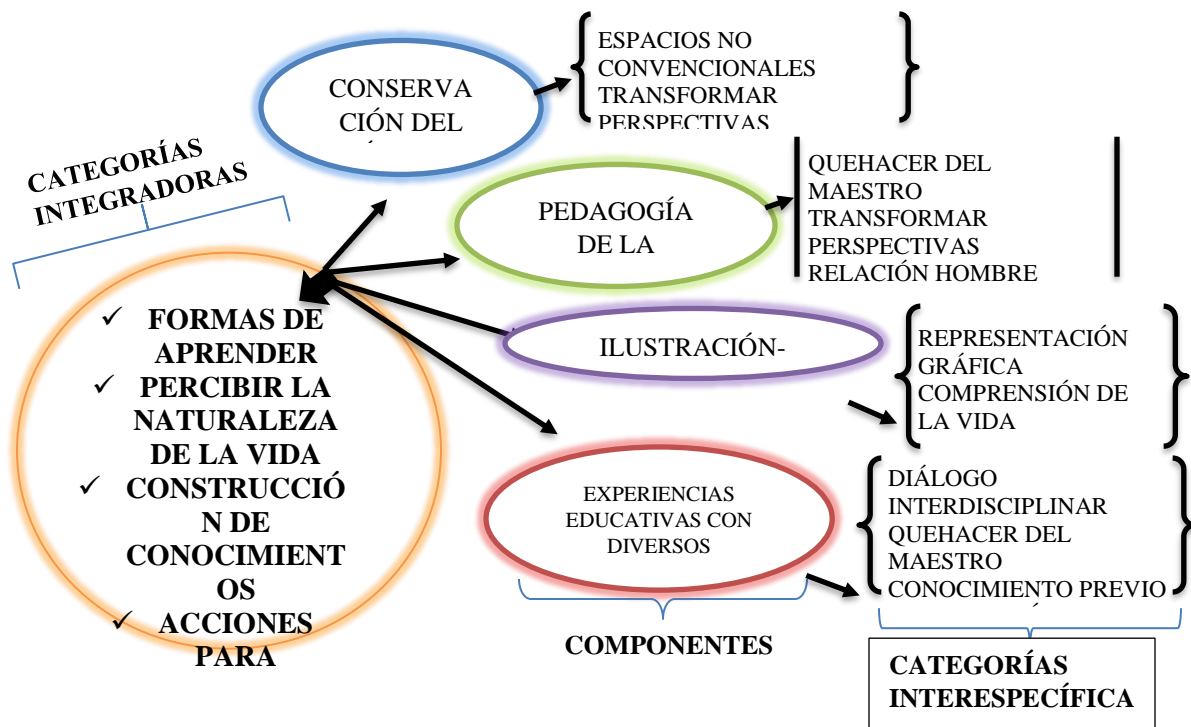 CATEGORÍAS
INTEGRADORAS
✓ FORMAS DE
APRENDER
✓ PERCIBIR LA
NATURALEZA
DE LA VIDA
✓ CONSTRUCCIÓ
N DE
CONOCIMIENT
OS
✓ ACCIONES
PARA
CONSERVA
CIÓN DEL
ESPACIOS NO
CONVENCIONALES
TRANSFORMAR
PERSPECTIVAS
PEDAGOGÍA
DE LA
QUEHACER DEL
MAESTRO
TRANSFORMAR
PERSPECTIVAS
RELACIÓN HOMBRE
ILUSTRACIÓN-
REPRESENTACIÓN
GRÁFICA
COMPRENSIÓN DE
LA VIDA
EXPERIENCIAS
EDUCATIVAS CON
DIVERSOS
DIÁLOGO
INTERDISCIPLINAR
QUEHACER DEL
MAESTRO
CONOCIMIENTO PREVIO
COMPONENTES
CATEGORÍAS
INTERESPECÍFICA